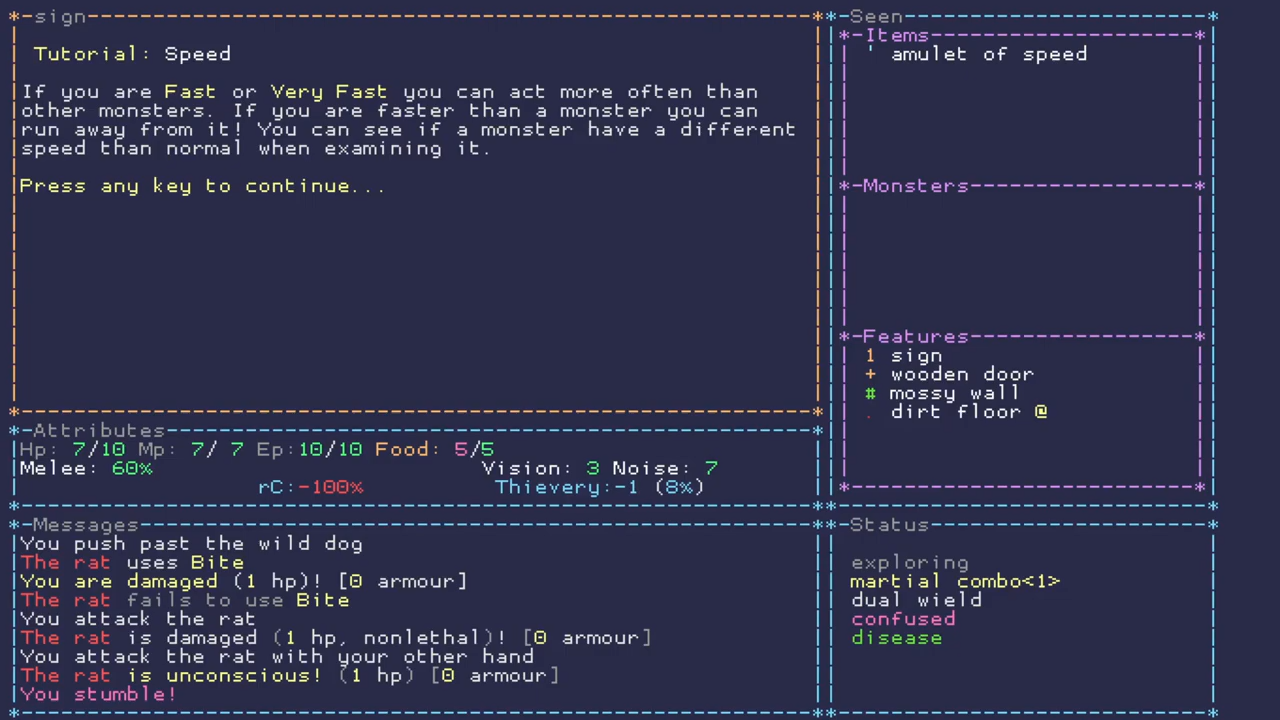 sign
Tutorial: Speed
If you are Fast or Very Fast you can act more often than
other monsters. If you are faster than a monster you can
run away from it! You can see if a monster have a different
speed than normal when examining it.
Press any key to continue...
Attributes
Hp: 7/10 Mp: 7/ 7 Ep:10/10 Food: 5/5
Melee: 60% Vision: 3 Noise: 7
rC:-100% Thievery:-1 (8%)
Messages
You push past the wild dog
The rat uses Bite
You are damaged (1 hp)! [0 armour]
The rat fails to use Bite
You attack the rat
The rat is damaged (1 hp, nonlethal)! [0 armour]
You attack the rat with your other hand
The rat is unconscious! (1 hp) [0 armour]
You stumble!
Seen
Items
' amulet of speed
Monsters
Features
1 sign
+ wooden door
# mossy wall
. dirt floor @
Status
exploring
martial combo<1>
dual wield
confused
disease